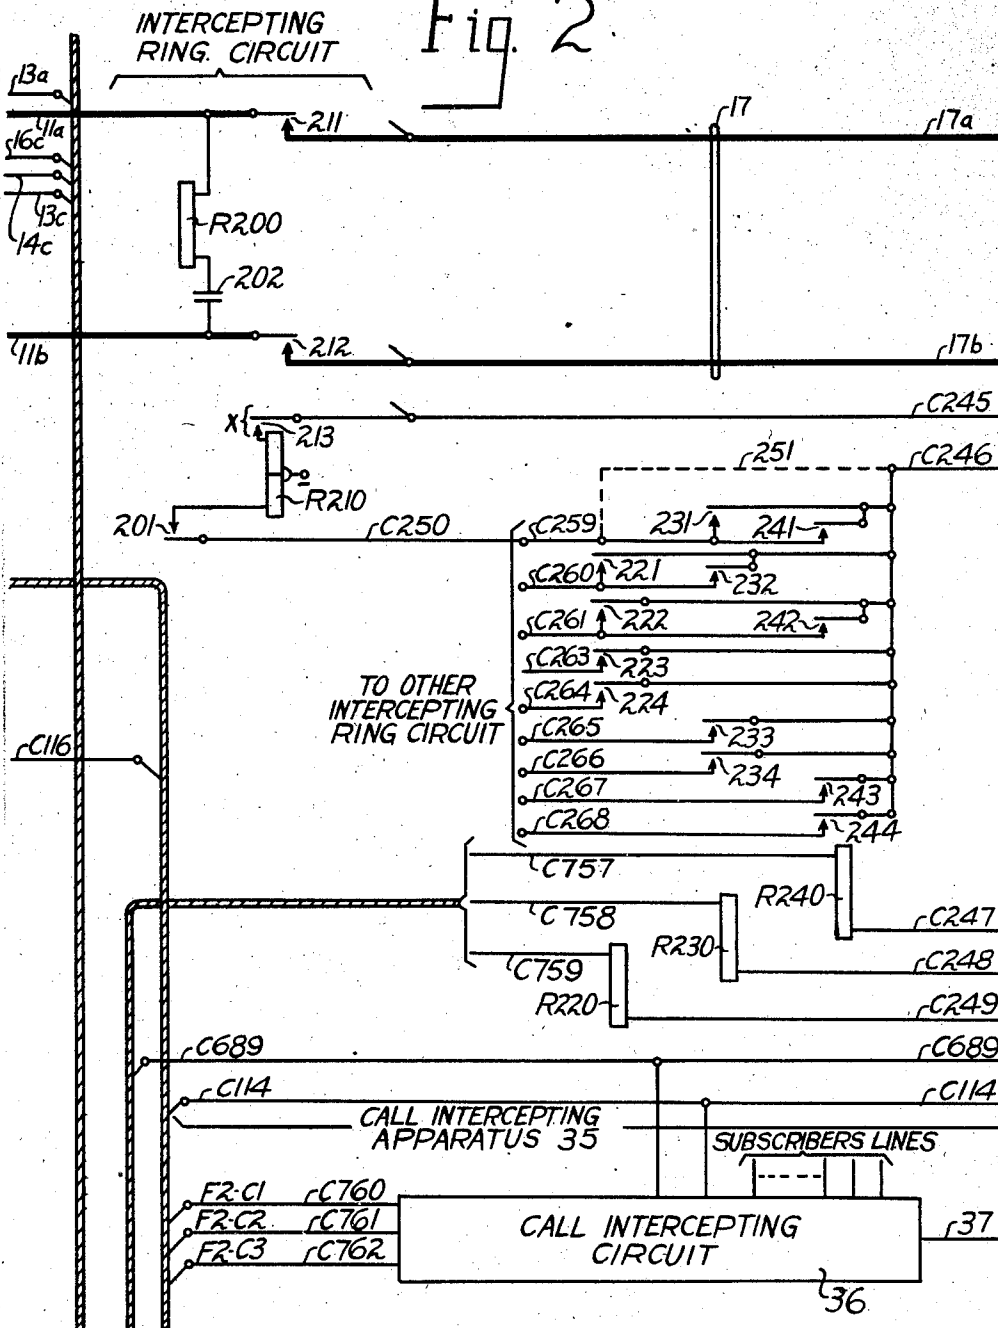 Fig. 2
INTERCEPTING
RING. CIRCUIT
13a
11a
16c
13c
14c
211
17
17a
R200
202
11b
212
17b
X
213
C245
R210
251
C246
201
C250
C259
231
241
C260
221
232
C261
222
242
C263
223
C264
224
TO OTHER
INTERCEPTING
RING CIRCUIT
C265
233
C266
234
C267
243
C268
244
C116
C757
R240
C758
C247
R230
C248
C759
R220
C249
C689
C689
C114
C114
CALL INTERCEPTING
APPARATUS 35
SUBSCRIBERS LINES
F2-C1 C760
F2-C2 C761
F2-C3 C762
CALL INTERCEPTING
CIRCUIT
37
36